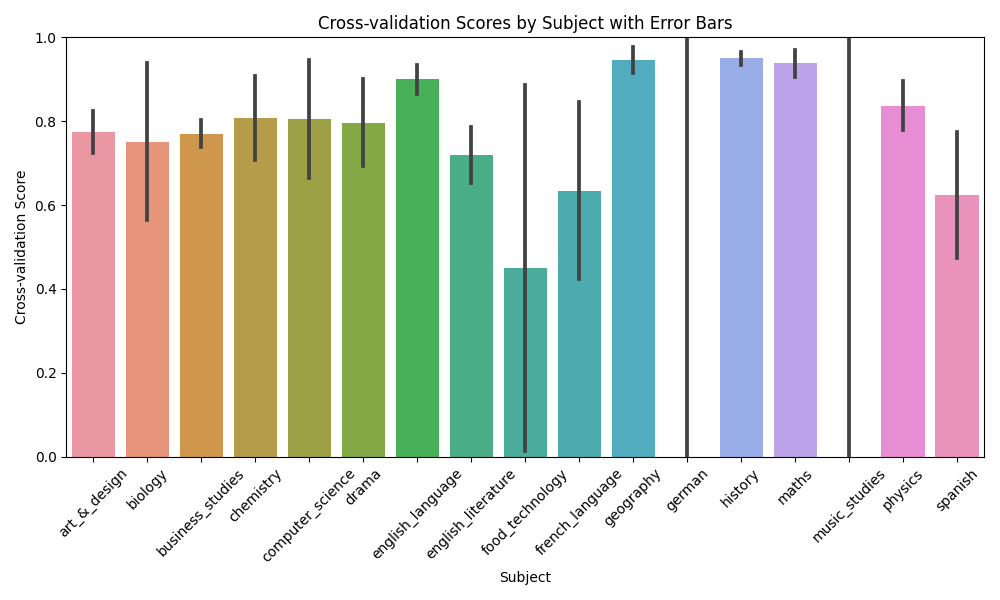 Cross-validation Scores by Subject with Error Bars
Cross-validation Score
1.0
0.8
0.6
0.4
0.2
0.0
art_&_design
biology
business_studies
chemistry
computer_science
drama
english_language
english_literature
food_technology
french_language
geography
german
history
maths
music_studies
physics
spanish
Subject